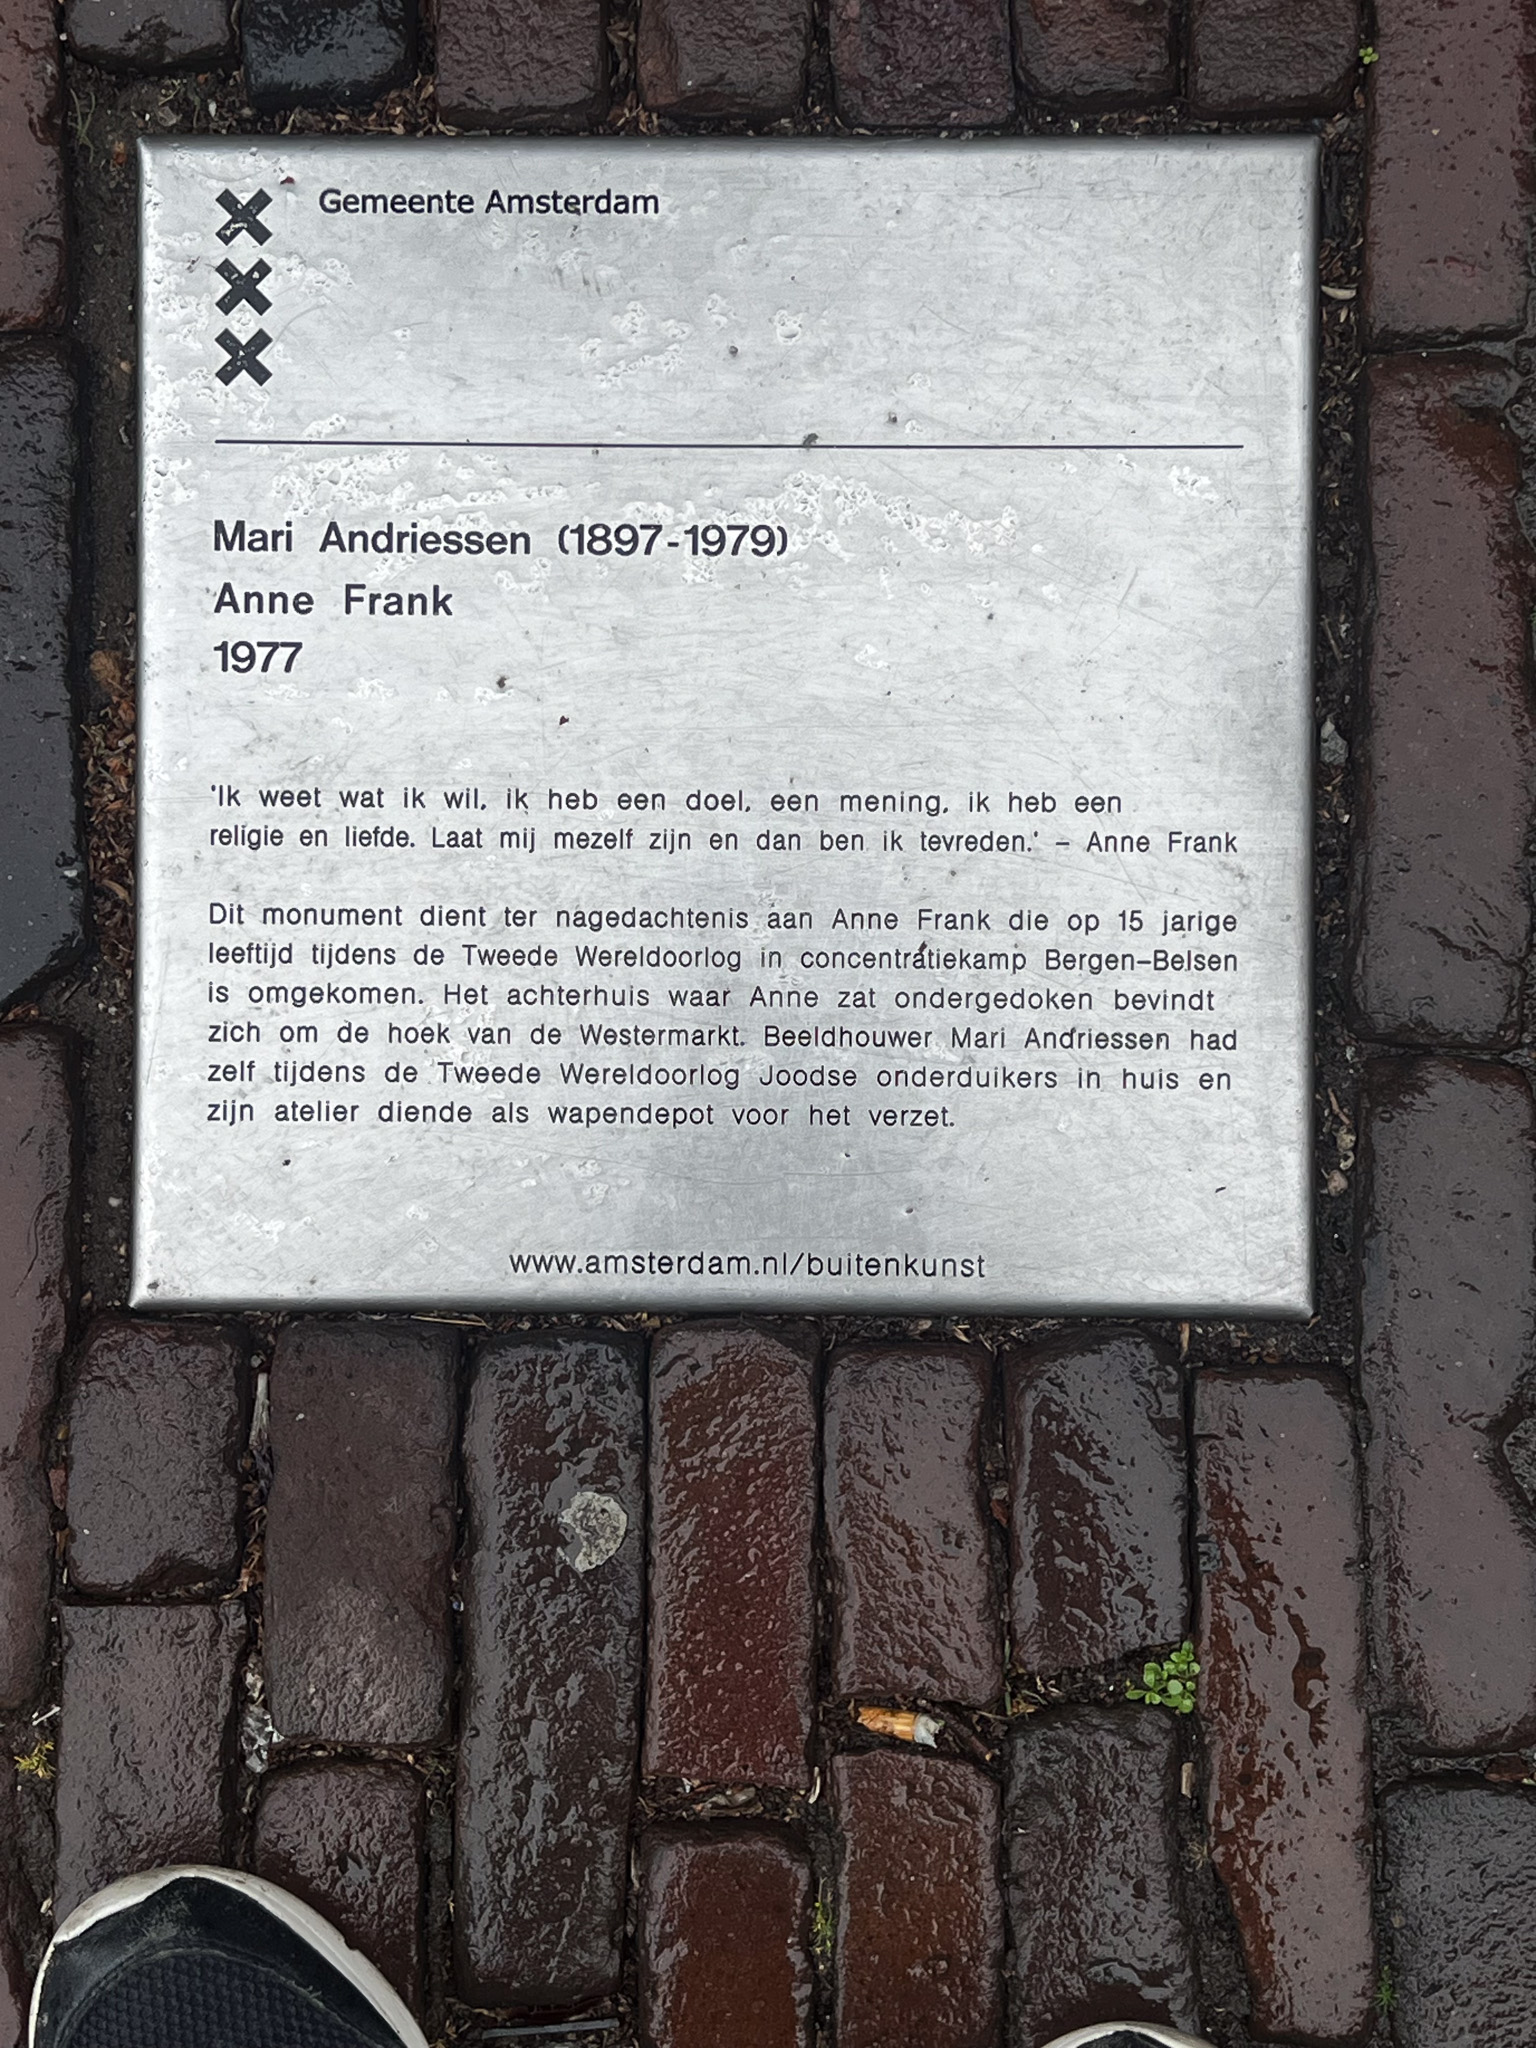 Gemeente Amsterdam
Mari Andriessen (1897-1979)
Anne Frank
1977
'Ik weet wat ik wil, ik heb een doel, een mening, ik heb een
religie en liefde. Laat mij mezelf zijn en dan ben ik tevreden.' – Anne Frank
Dit monument dient ter nagedachtenis aan Anne Frank die op 15 jarige
leeftijd tijdens de Tweede Wereldoorlog in concentratiekamp Bergen–Belsen
is omgekomen. Het achterhuis waar Anne zat ondergedoken bevindt
zich om de hoek van de Westermarkt. Beeldhouwer Mari Andriessen had
zelf tijdens de Tweede Wereldoorlog Joodse onderduikers in huis en
zijn atelier diende als wapendepot voor het verzet.
www.amsterdam.nl/buitenkunst